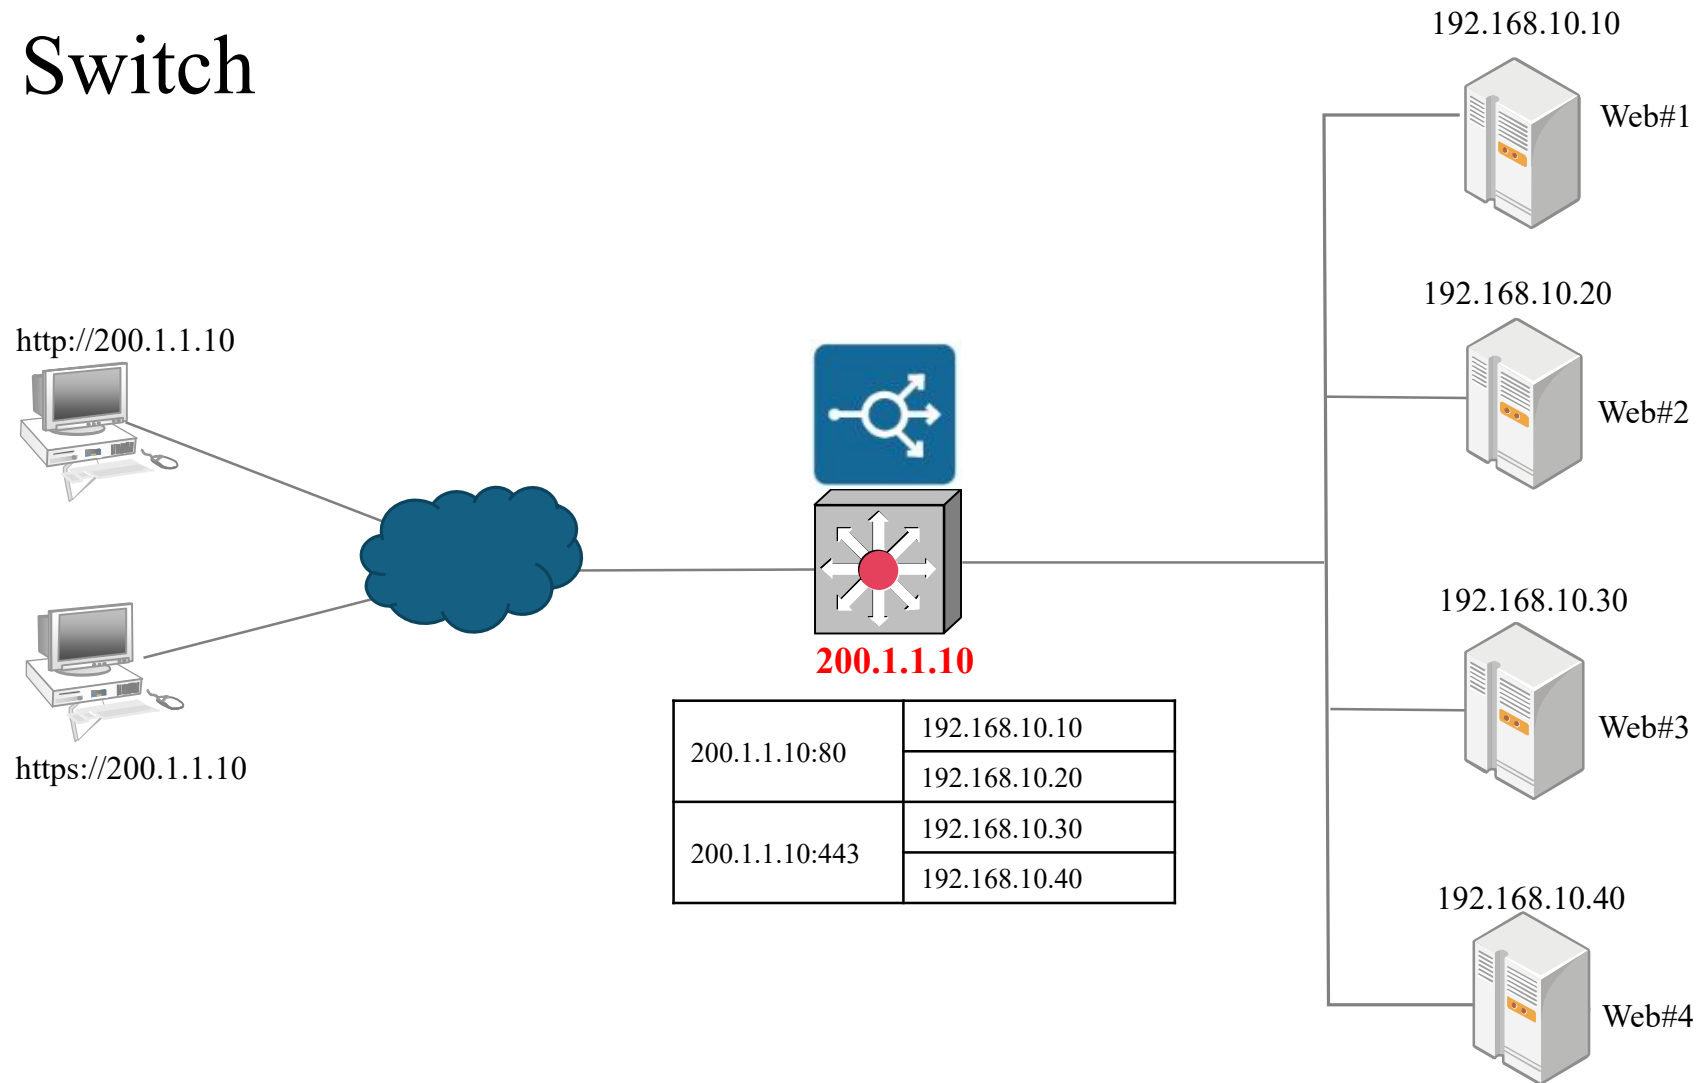 Switch
192.168.10.10
Web#1
192.168.10.20
Web#2
http://200.1.1.10
https://200.1.1.10
200.1.1.10
200.1.1.10:80
192.168.10.10
192.168.10.20
200.1.1.10:443
192.168.10.30
192.168.10.40
192.168.10.30
Web#3
192.168.10.40
Web#4